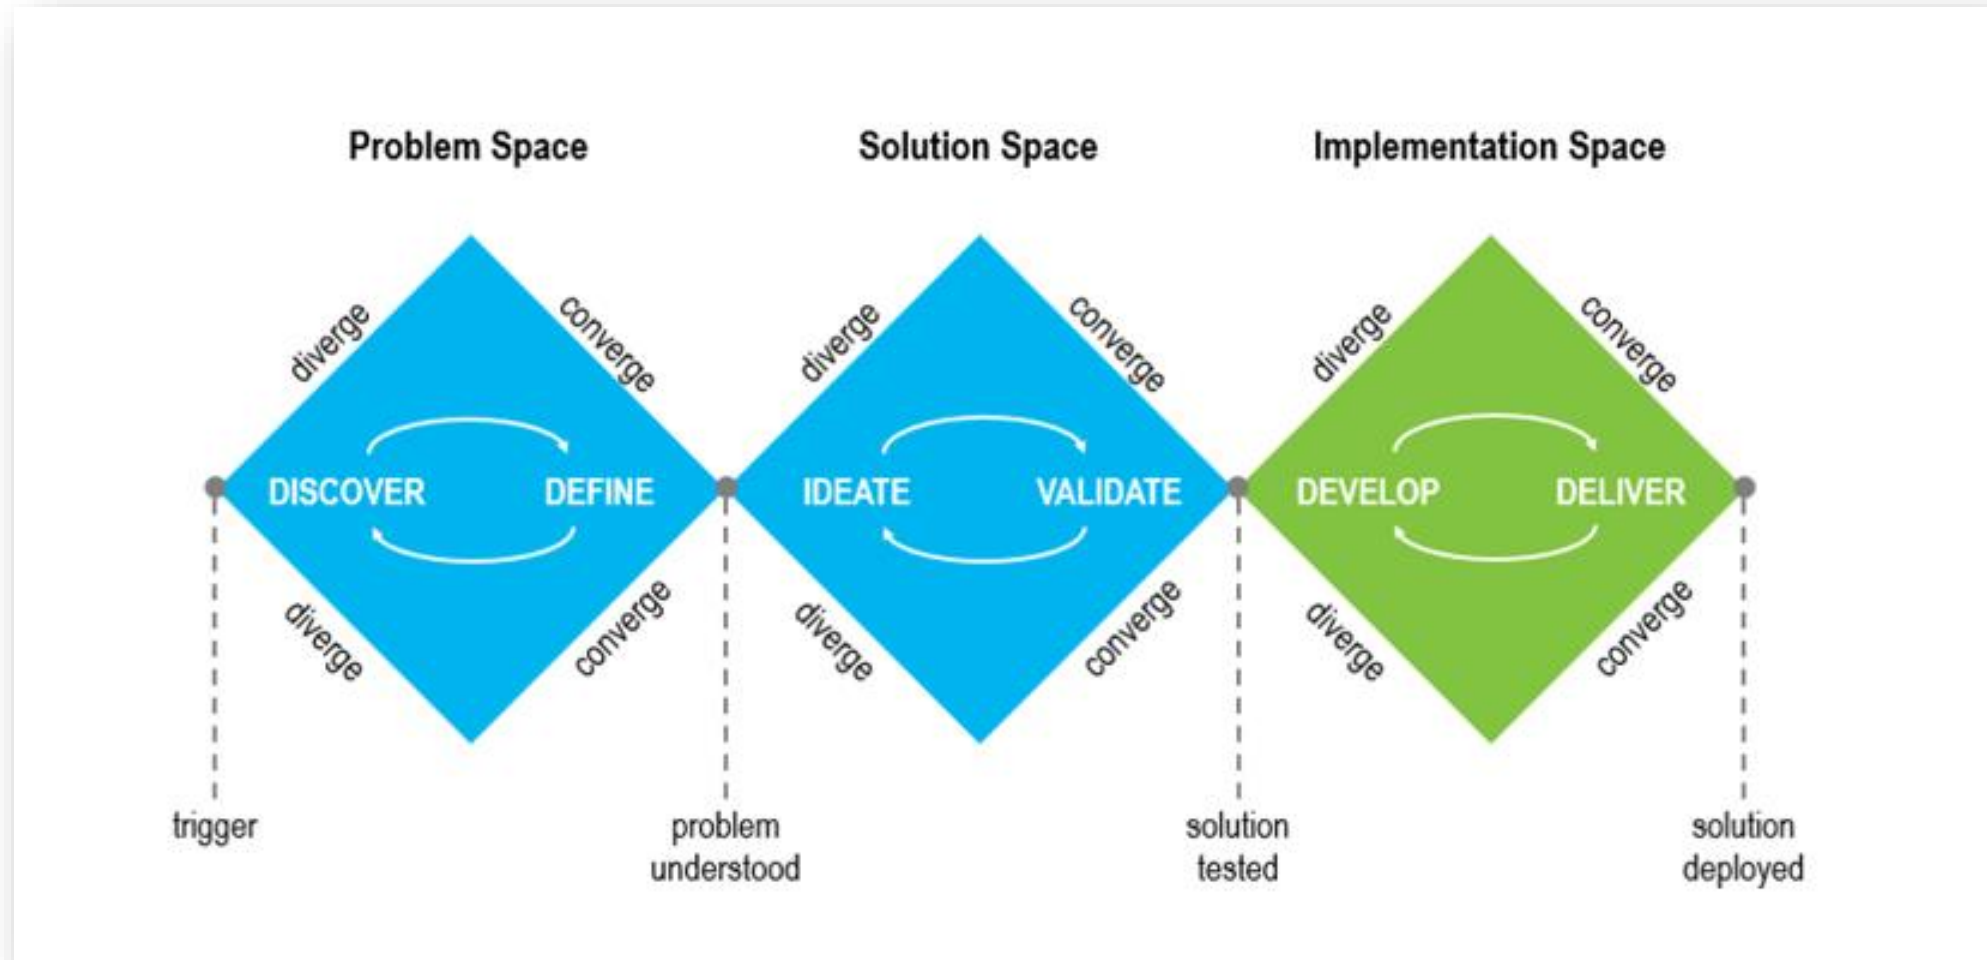 Problem Space
Solution Space
Implementation Space
diverge
converge
diverge
converge
diverge
converge
DISCOVER
DEFINE
IDEATE
VALIDATE
DEVELOP
DELIVER
diverge
converge
diverge
converge
diverge
converge
trigger
problem
understood
solution
tested
solution
deployed